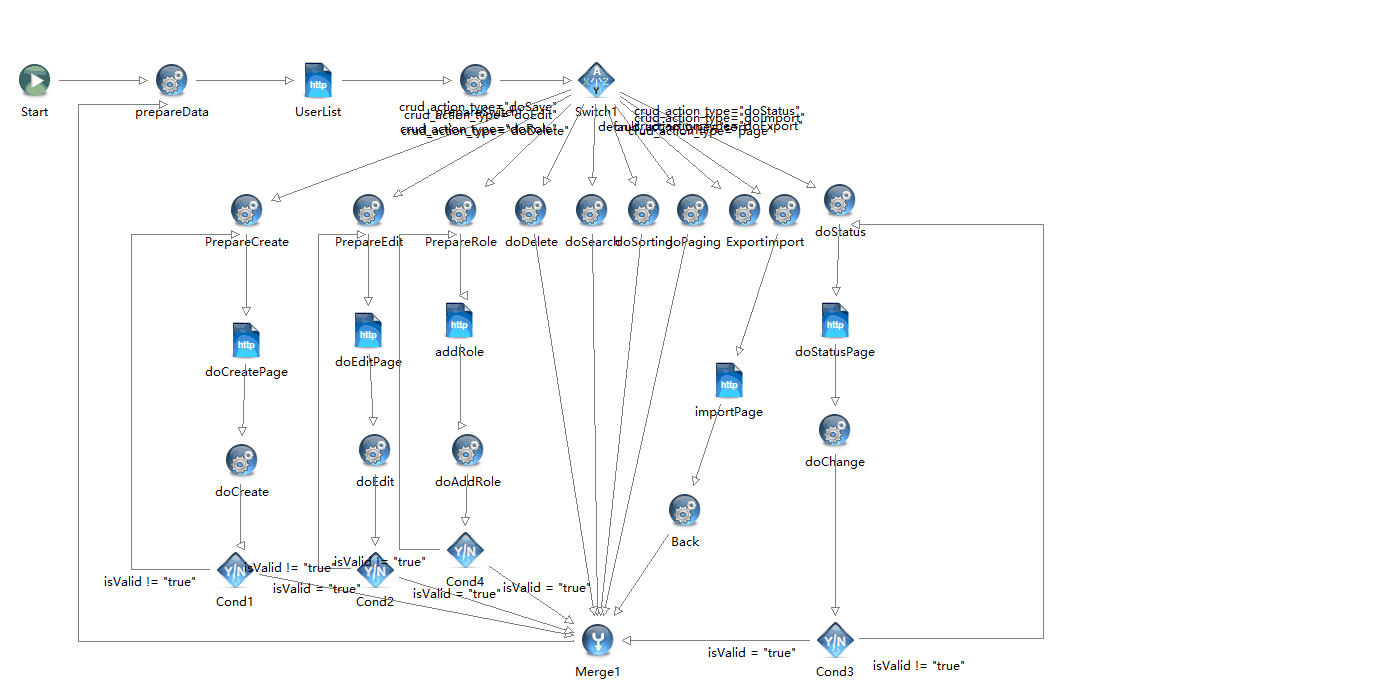 Start
prepareData
http
UserList
A
Y
Switch1
crud_action_type="doSave"
crud_action_type="doEdit"
crud_action_type="doRole"
crud_action_type="doDelete"
crud_action_type="doStatus"
crud_action_type="doImport"
crud_action_type="doExport"
crud_action_type="page"
PrepareCreate
PrepareEdit
PrepareRole
doDelete
doSearch
doSorting
doPaging
Export
import
doStatus
http
doCreatePage
http
doEditPage
http
addRole
http
doStatusPage
http
importPage
doCreate
doEdit
doAddRole
doChange
Back
Y/N
Cond1
Y/N
Cond2
Y/N
Cond4
isValid != "true"
isValid != "true"
isValid != "true"
isValid = "true"
isValid = "true"
isValid = "true"
Merge1
isValid = "true"
Y/N
Cond3
isValid != "true"